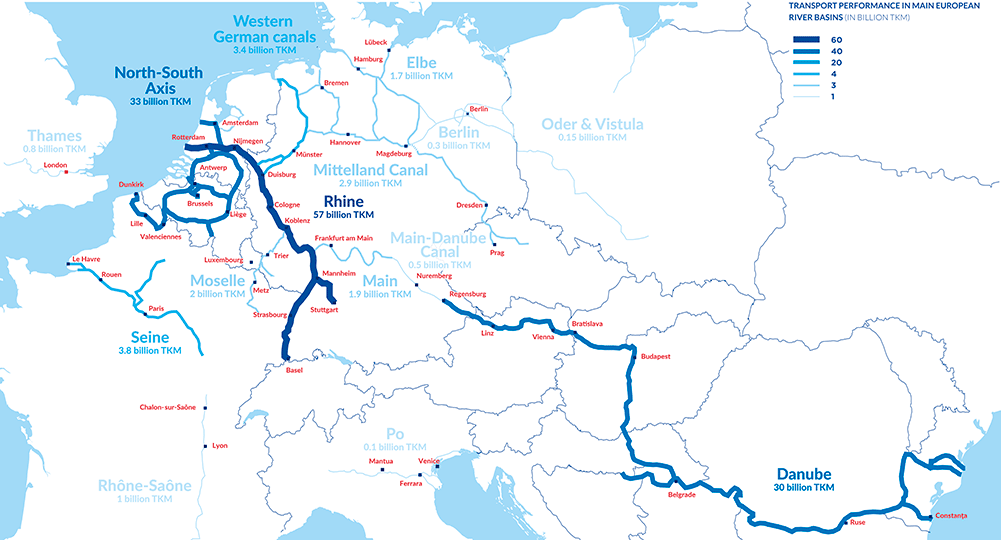 TRANSPORT PERFORMANCE IN MAIN EUROPEAN
RIVER BASINS (IN BILLION TKM)
60
40
20
4
3
1
Western
German canals
3.4 billion TKM
Lübeck
Hamburg
Elbe
1.7 billion TKM
North-South
Axis
33 billion TKM
Bremen
Berlin
Amsterdam
Thames
0.8 billion TKM
London
Rotterdam
Nijmegen
Hannover
Berlin
0.3 billion TKM
Oder & Vistula
0.15 billion TKM
Münster
Magdeburg
Antwerp
Duisburg
Mittelland Canal
2.9 billion TKM
Dunkirk
Brussels
Cologne
Rhine
57 billion TKM
Dresden
Lille
Liège
Koblenz
Valenciennes
Frankfurt am Main
Main-Danube
Canal
0.5 billion TKM
Prag
Le Havre
Luxembourg
Trier
Rouen
Moselle
2 billion TKM
Metz
Mannheim
Main
1.9 billion TKM
Nuremberg
Regensburg
Paris
Strasbourg
Stuttgart
Seine
3.8 billion TKM
Linz
Vienna
Bratislava
Budapest
Basel
Chalon-sur-Saône
Lyon
Po
0.1 billion TKM
Mantua
Venice
Ferrara
Rhône-Saône
1 billion TKM
Danube
30 billion TKM
Belgrade
Ruse
Constanța